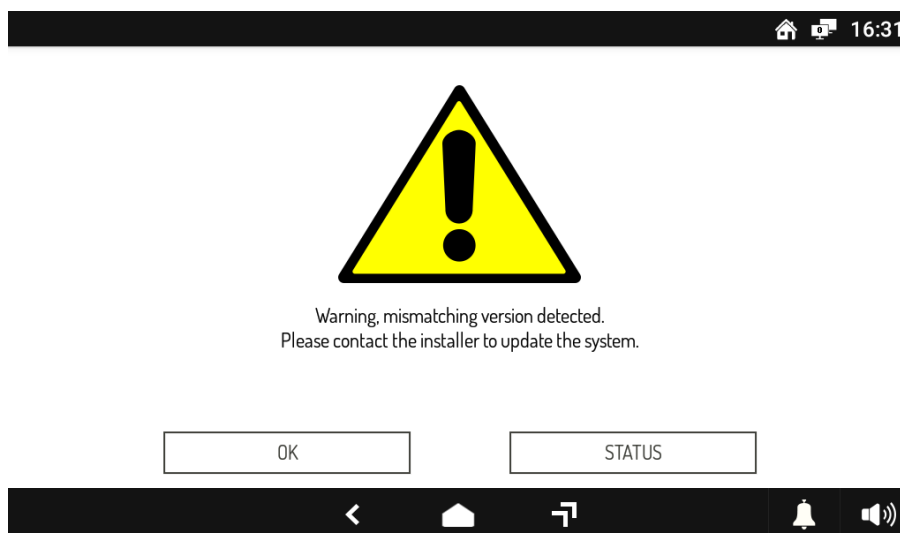 16:31
Warning, mismatching version detected.
Please contact the installer to update the system.
OK
STATUS